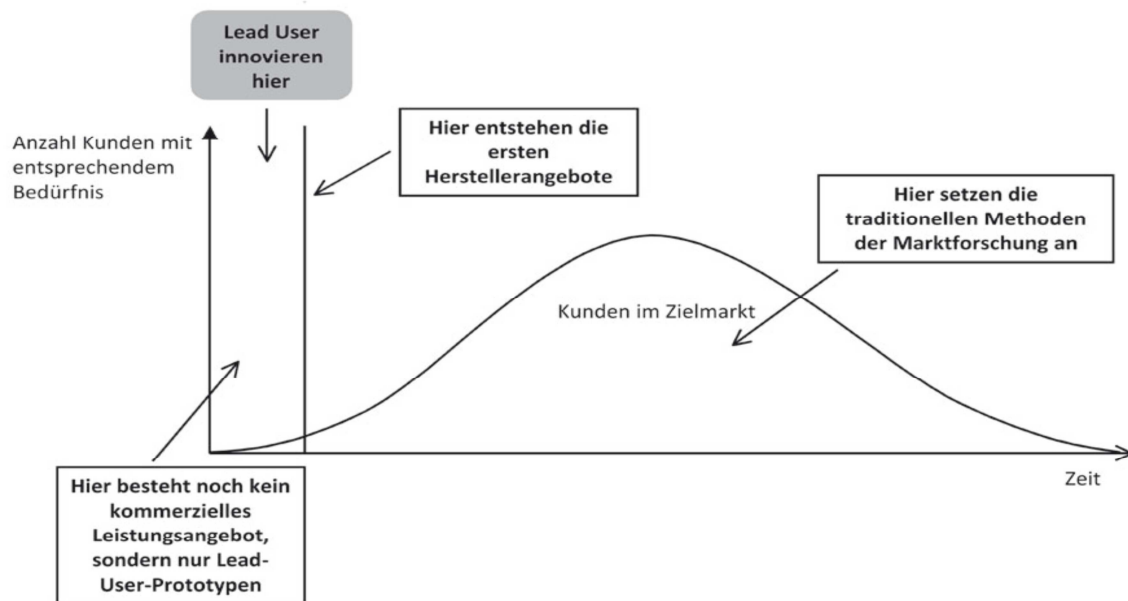 Lead User
innovieren
hier
Anzahl Kunden mit
entsprechendem
Bedürfnis
Hier entstehen die
ersten
Herstellerangebote
Hier setzen die
traditionellen Methoden
der Marktforschung an
Kunden im Zielmarkt
Zeit
Hier besteht noch kein
kommerzielles
Leistungsangebot,
sondern nur Lead-
User-Prototypen